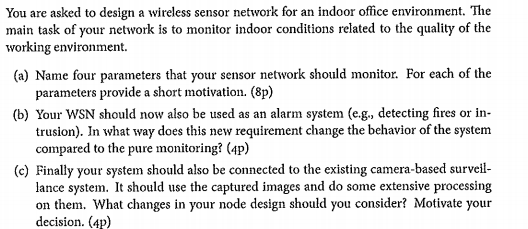 You are asked to design a wireless sensor network for an indoor office environment. The
main task of your network is to monitor indoor conditions related to the quality of the
working environment.
(a) Name four parameters that your sensor network should monitor. For each of the
parameters provide a short motivation. (8p)
(b) Your WSN should now also be used as an alarm system (e.g., detecting fires or in-
trusion). In what way does this new requirement change the behavior of the system
compared to the pure monitoring? (4p)
(c) Finally your system should also be connected to the existing camera-based surveil-
lance system. It should use the captured images and do some extensive processing
on them. What changes in your node design should you consider? Motivate your
decision. (4p)